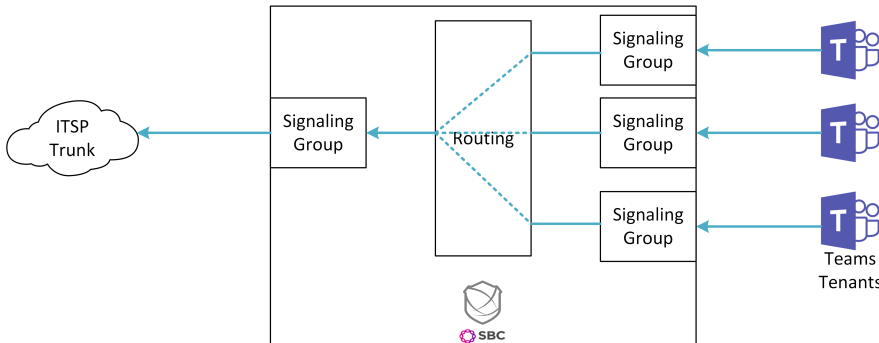 ITSP
Trunk
Signaling
Group
Routing
Signaling
Group
Signaling
Group
Signaling
Group
T
T
T
Teams
Tenants
SBC